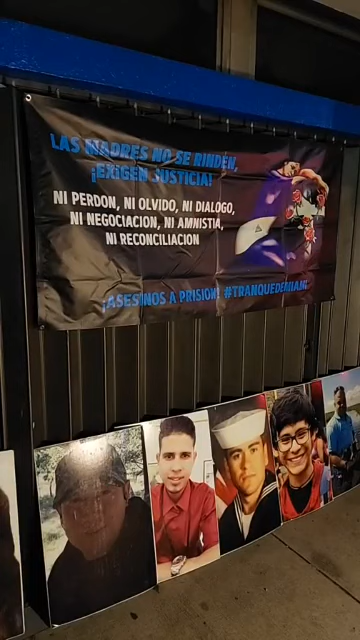 LAS MADRES NO SE RINDEN,
¡EXIGEN JUSTICIA!
NI PERDON, NI OLVIDO, NI DIALOGO,
NI NEGOCIACION, NI AMNISTIA,
NI RECONCILIACION
¡ASESINOS A PRISION! #TRANQUEDEMIAMI